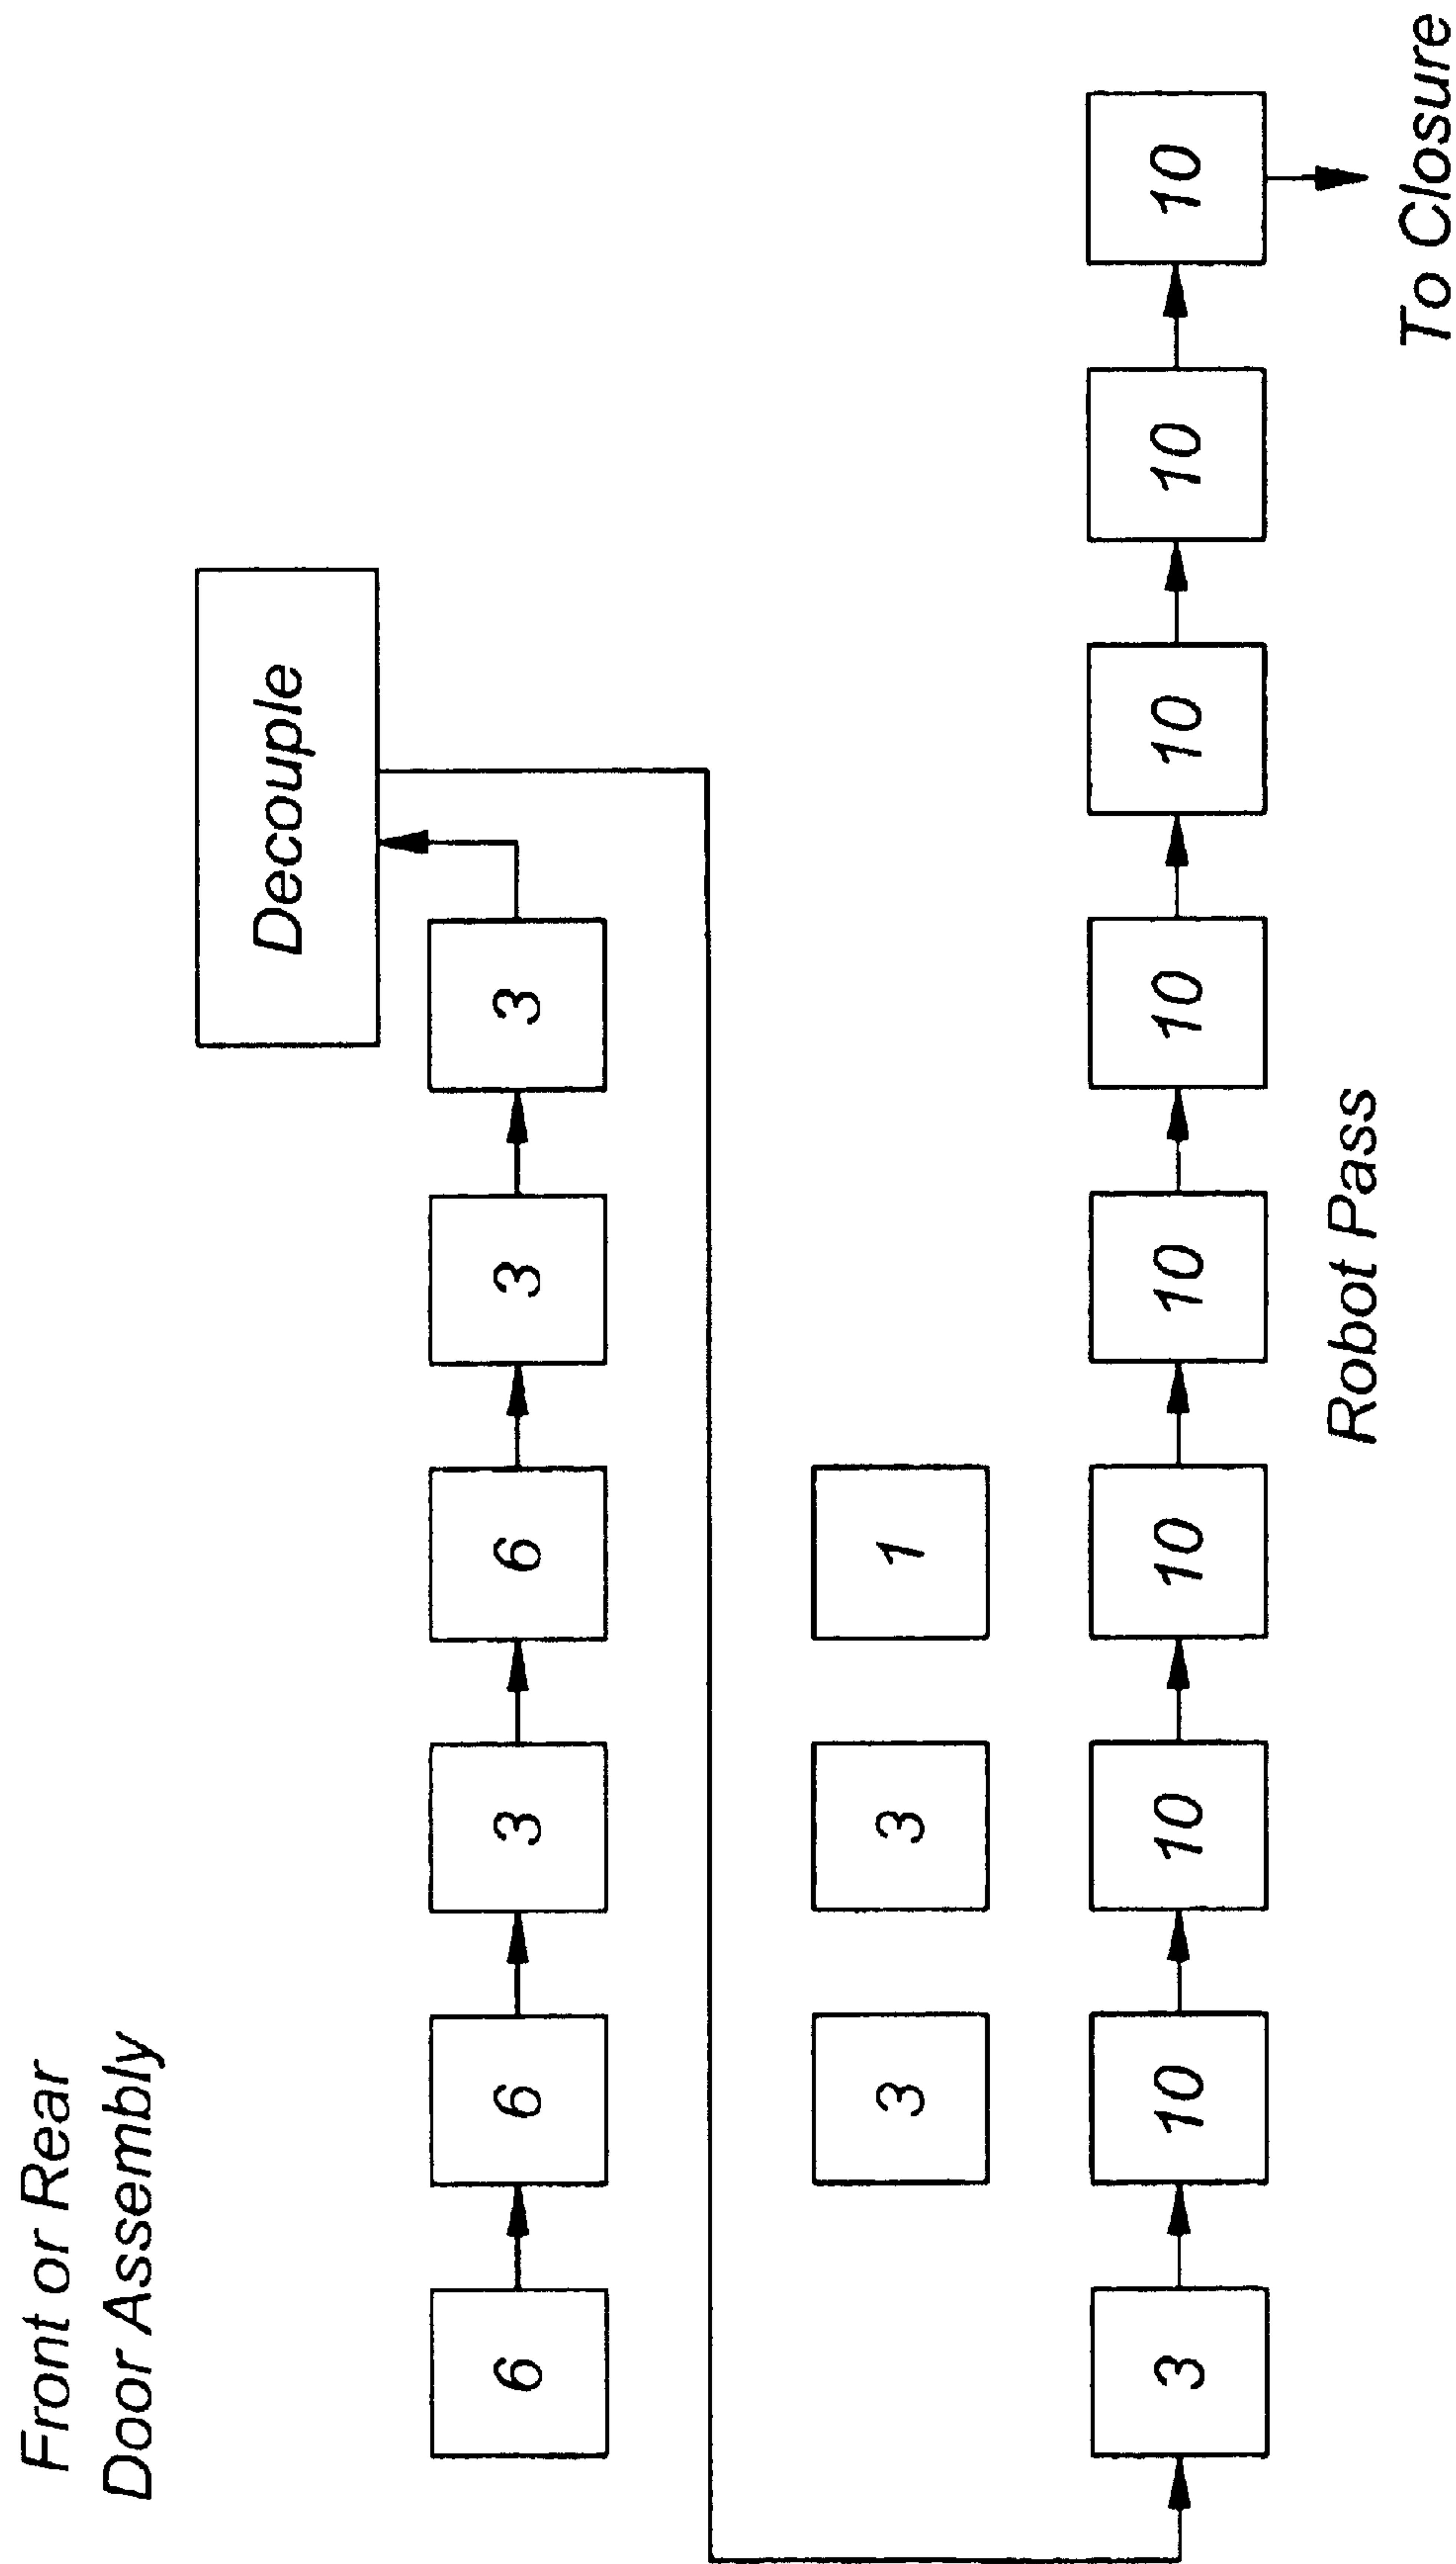 Front or Rear
Door Assembly
Decouple
6 6 3 6 3 3
3 3 1
3 10 10 10 10 10 10 10 10
Robot Pass
To Closure